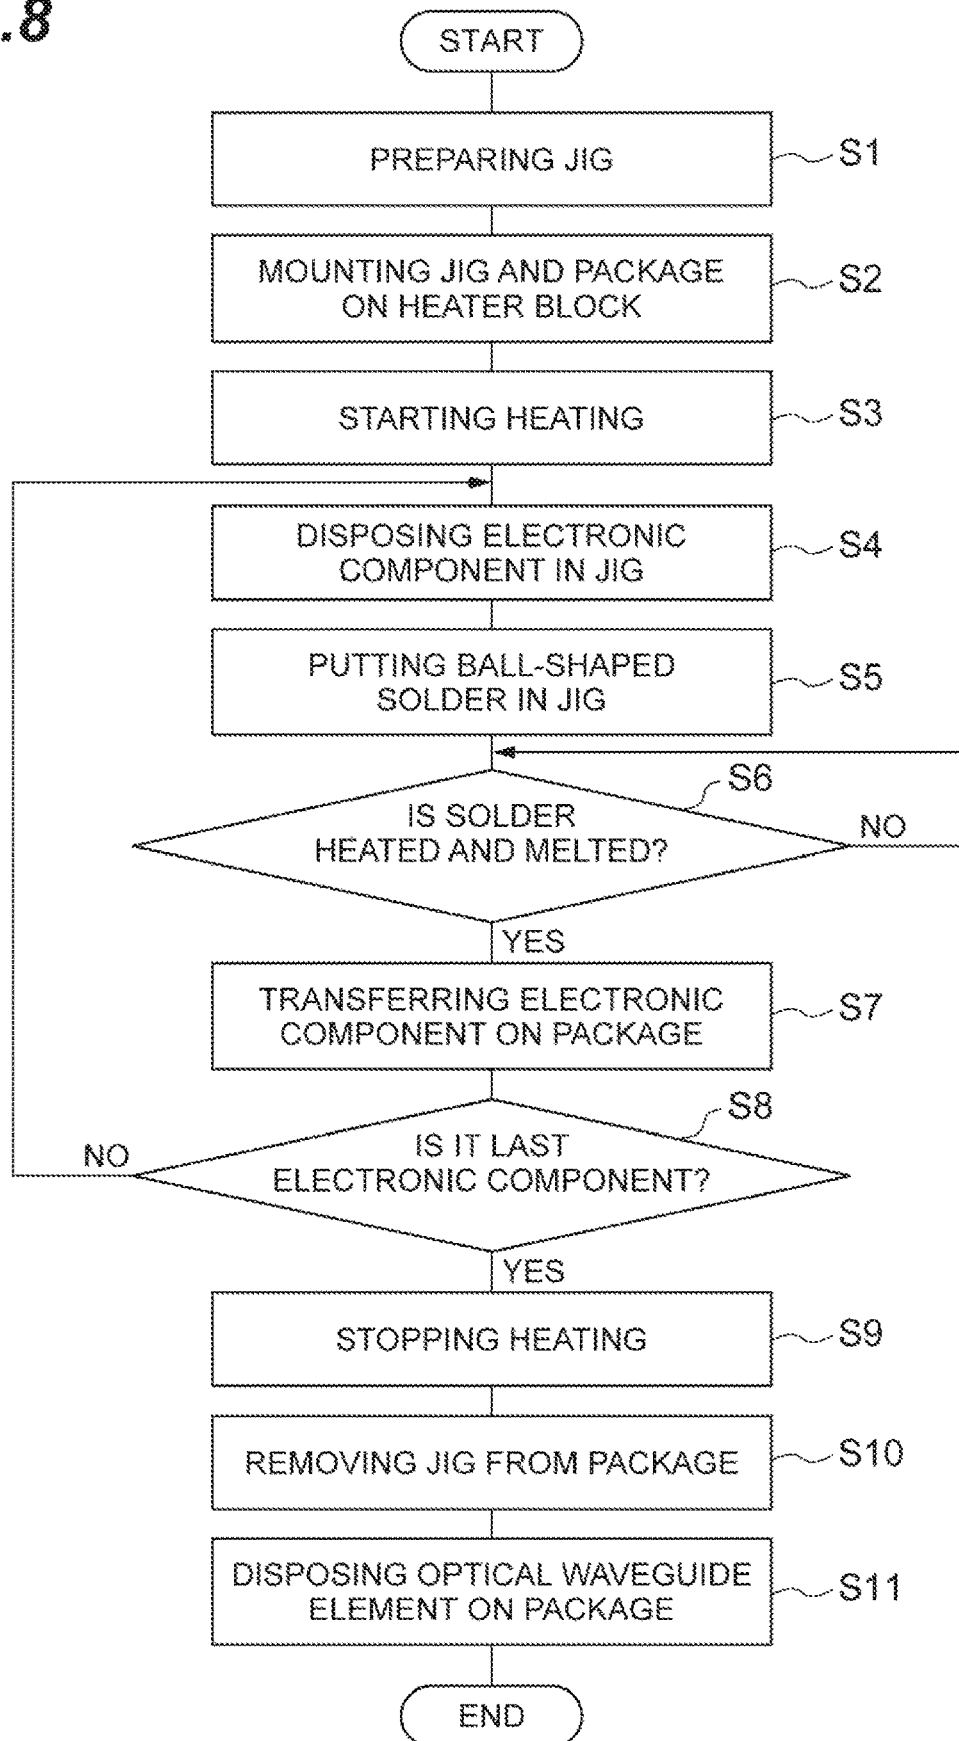 .8
START
PREPARING JIG
S1
MOUNTING JIG AND PACKAGE
ON HEATER BLOCK
S2
STARTING HEATING
S3
DISPOSING ELECTRONIC
COMPONENT IN JIG
S4
PUTTING BALL-SHAPED
SOLDER IN JIG
S5
S6
IS SOLDER
HEATED AND MELTED?
NO
YES
TRANSFERRING ELECTRONIC
COMPONENT ON PACKAGE
S7
S8
IS IT LAST
ELECTRONIC COMPONENT?
NO
YES
STOPPING HEATING
S9
REMOVING JIG FROM PACKAGE
S10
DISPOSING OPTICAL WAVEGUIDE
ELEMENT ON PACKAGE
S11
END